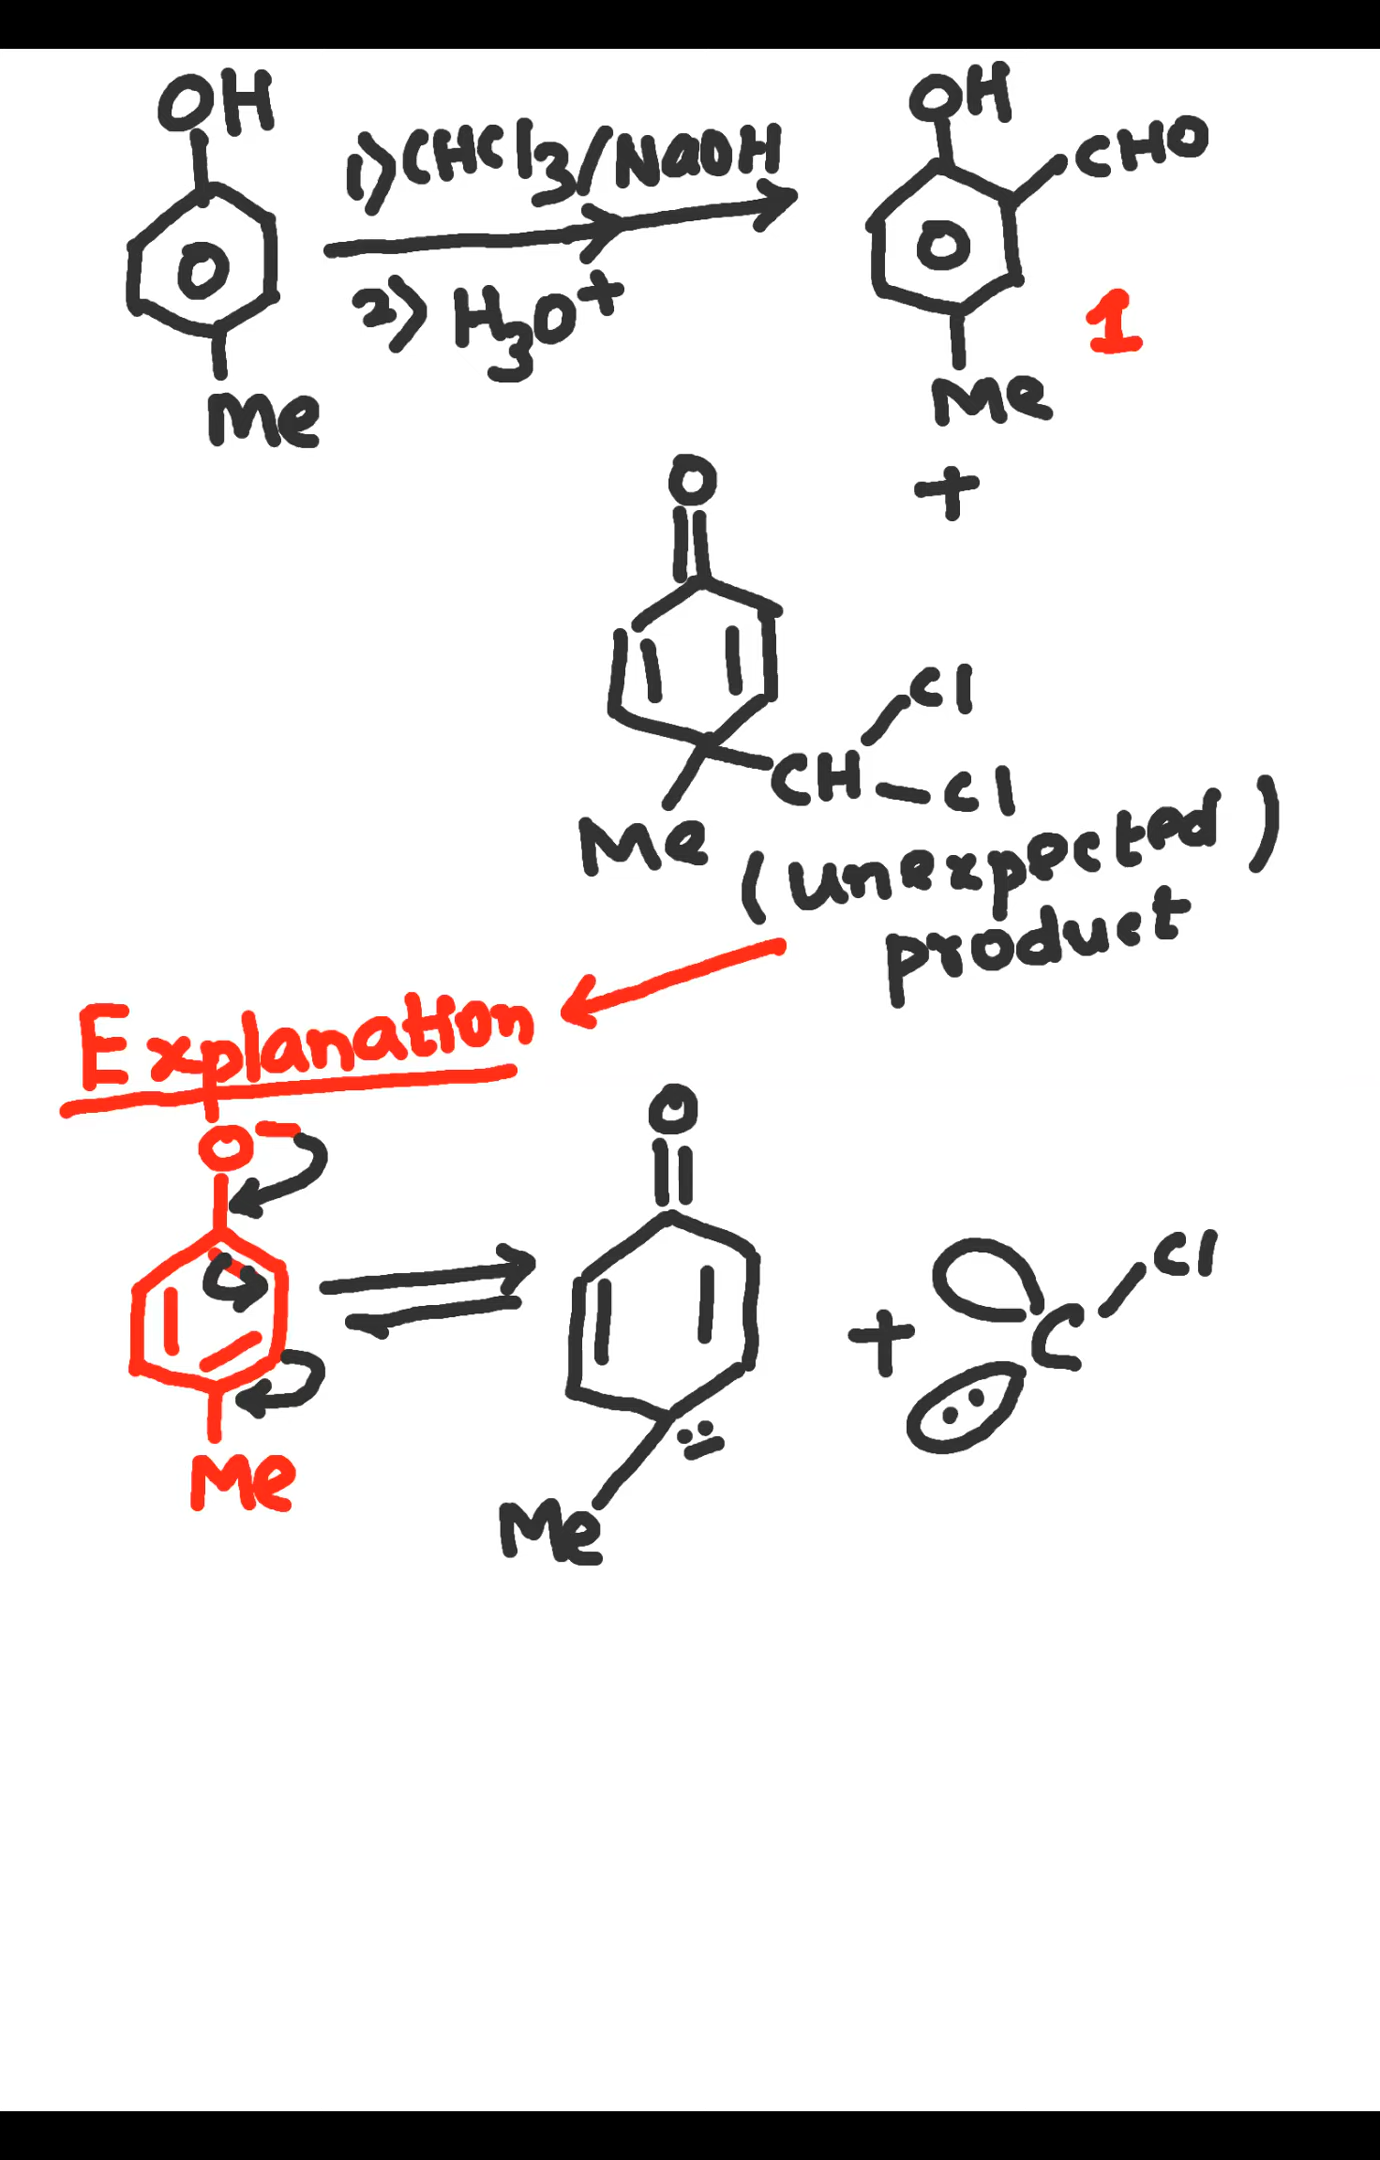 OH
1) CHCl3/NaOH
2) H3O+
Me
OH
CHO
Me
1
+
O
Cl
CH-Cl
Me
(unexpected)
product
Explanation
O-
Me
O
Me
+
C
Cl